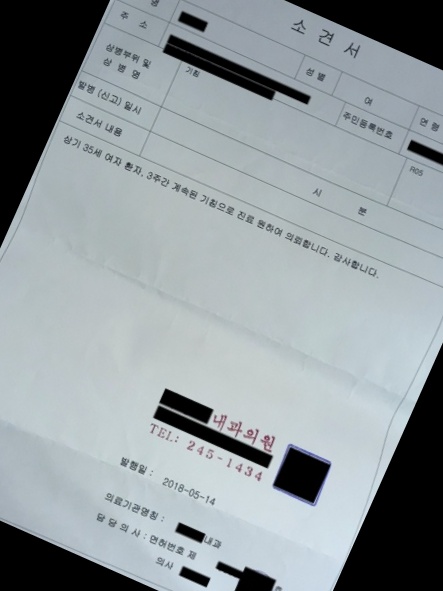 소 견 서
명
주 소
성 별 여 연 령
주민등록번호
상병부위 및
상 병 명
기침
R05
발병 (신고) 일시
시 분
소견서 내용
상기 35세 여자 환자, 3주간 계속된 기침으로 진료 원하여 의뢰합니다. 감사합니다.
내과의원
TEL: 245-1434
발행일 : 2018-05-14
의료기관명칭 : 내과
담 당 의 사 : 면허번호 제
의사